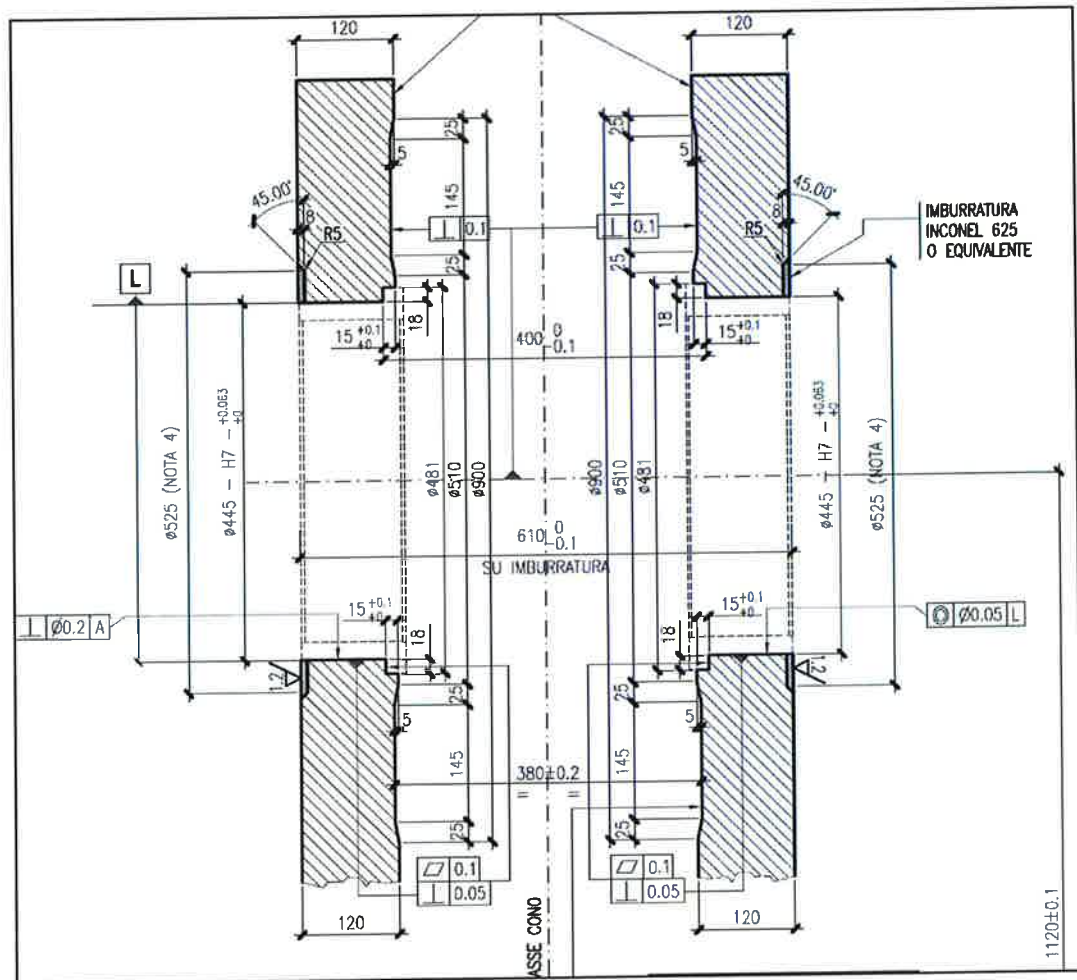 120
120
25
25
5
5
45.00°
45.00°
145
145
8
8
R5
R5
⊥ 0.1
⊥ 0.1
IMBURRATURA
INCONEL 625
O EQUIVALENTE
25
25
L
18
18
15 +0.1 +0
15 +0.1 +0
400 0 -0.1
ø525 (NOTA 4)
ø445 - H7 - +0.063 +0
ø481
ø510
ø900
ø900
ø510
ø481
ø445 - H7 - +0.063 +0
ø525 (NOTA 4)
610 0 -0.1
SU IMBURRATURA
15 +0.1 +0
15 +0.1 +0
⊥ Ø0.2 A
◎ Ø0.05 L
18
18
1.2
1.2
25
25
5
5
380±0.2
= =
145
145
25
25
⏥ 0.1
⊥ 0.05
⏥ 0.1
⊥ 0.05
120
120
ASSE CONO
1120±0.1